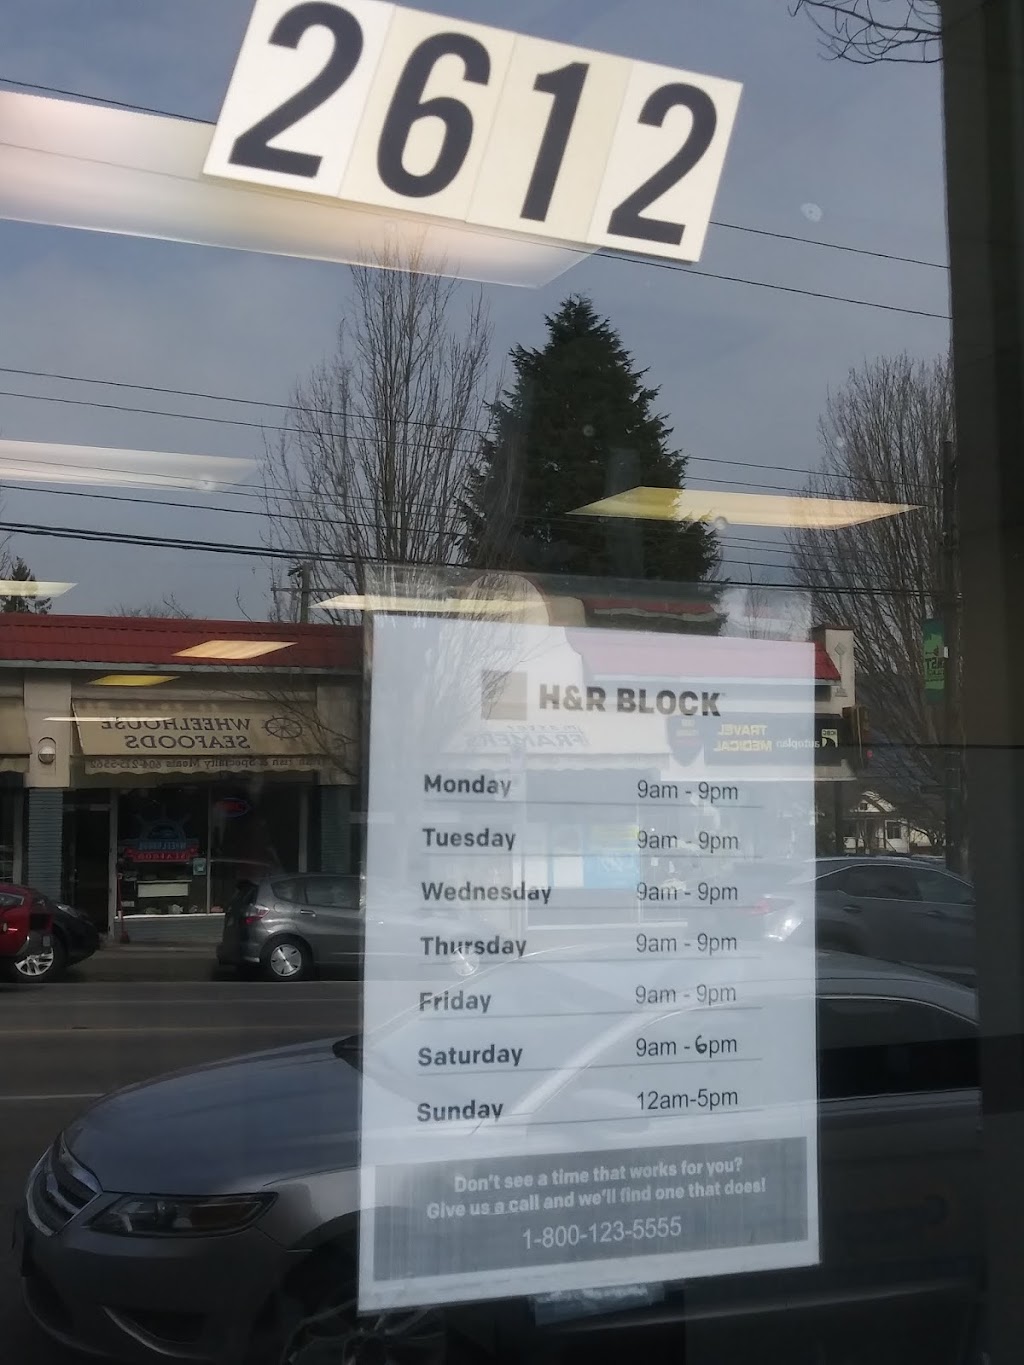 2612
H&R BLOCK
Monday 9am - 9pm
Tuesday 9am - 9pm
Wednesday 9am - 9pm
Thursday 9am - 9pm
Friday 9am - 9pm
Saturday 9am - 6pm
Sunday 12am-5pm
Don't see a time that works for you?
Give us a call and we'll find one that does!
1-800-123-5555
WHEELHOUSE
SEAFOODS
FRAMERS
TRAVEL
MEDICAL
autoplan